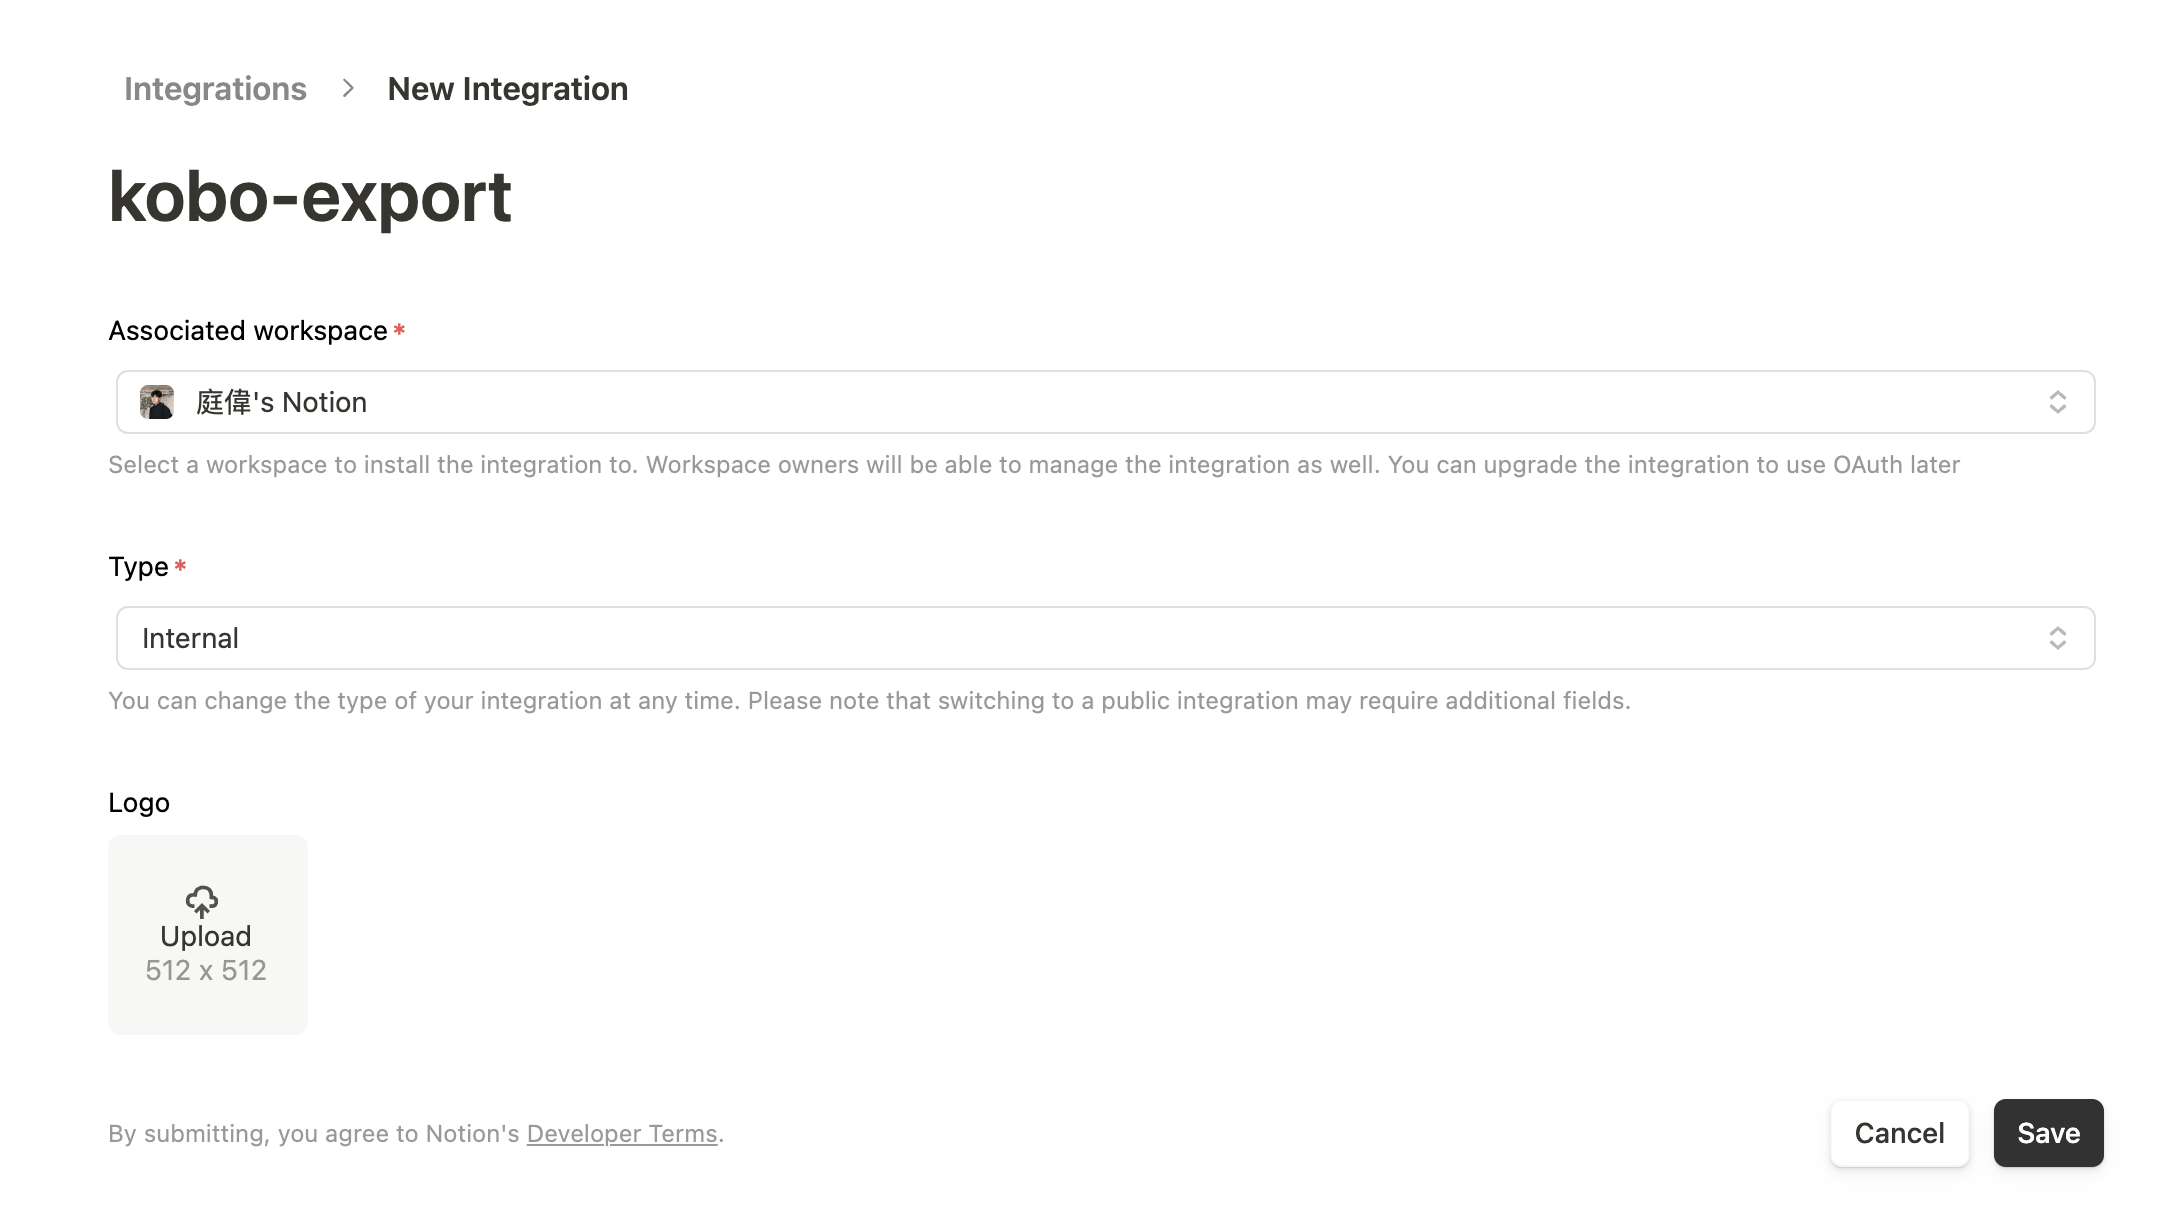 Integrations > New Integration
kobo-export
Associated workspace *
庭偉's Notion
Select a workspace to install the integration to. Workspace owners will be able to manage the integration as well. You can upgrade the integration to use OAuth later
Type *
Internal
You can change the type of your integration at any time. Please note that switching to a public integration may require additional fields.
Logo
Upload
512 x 512
By submitting, you agree to Notion's Developer Terms.
Cancel
Save